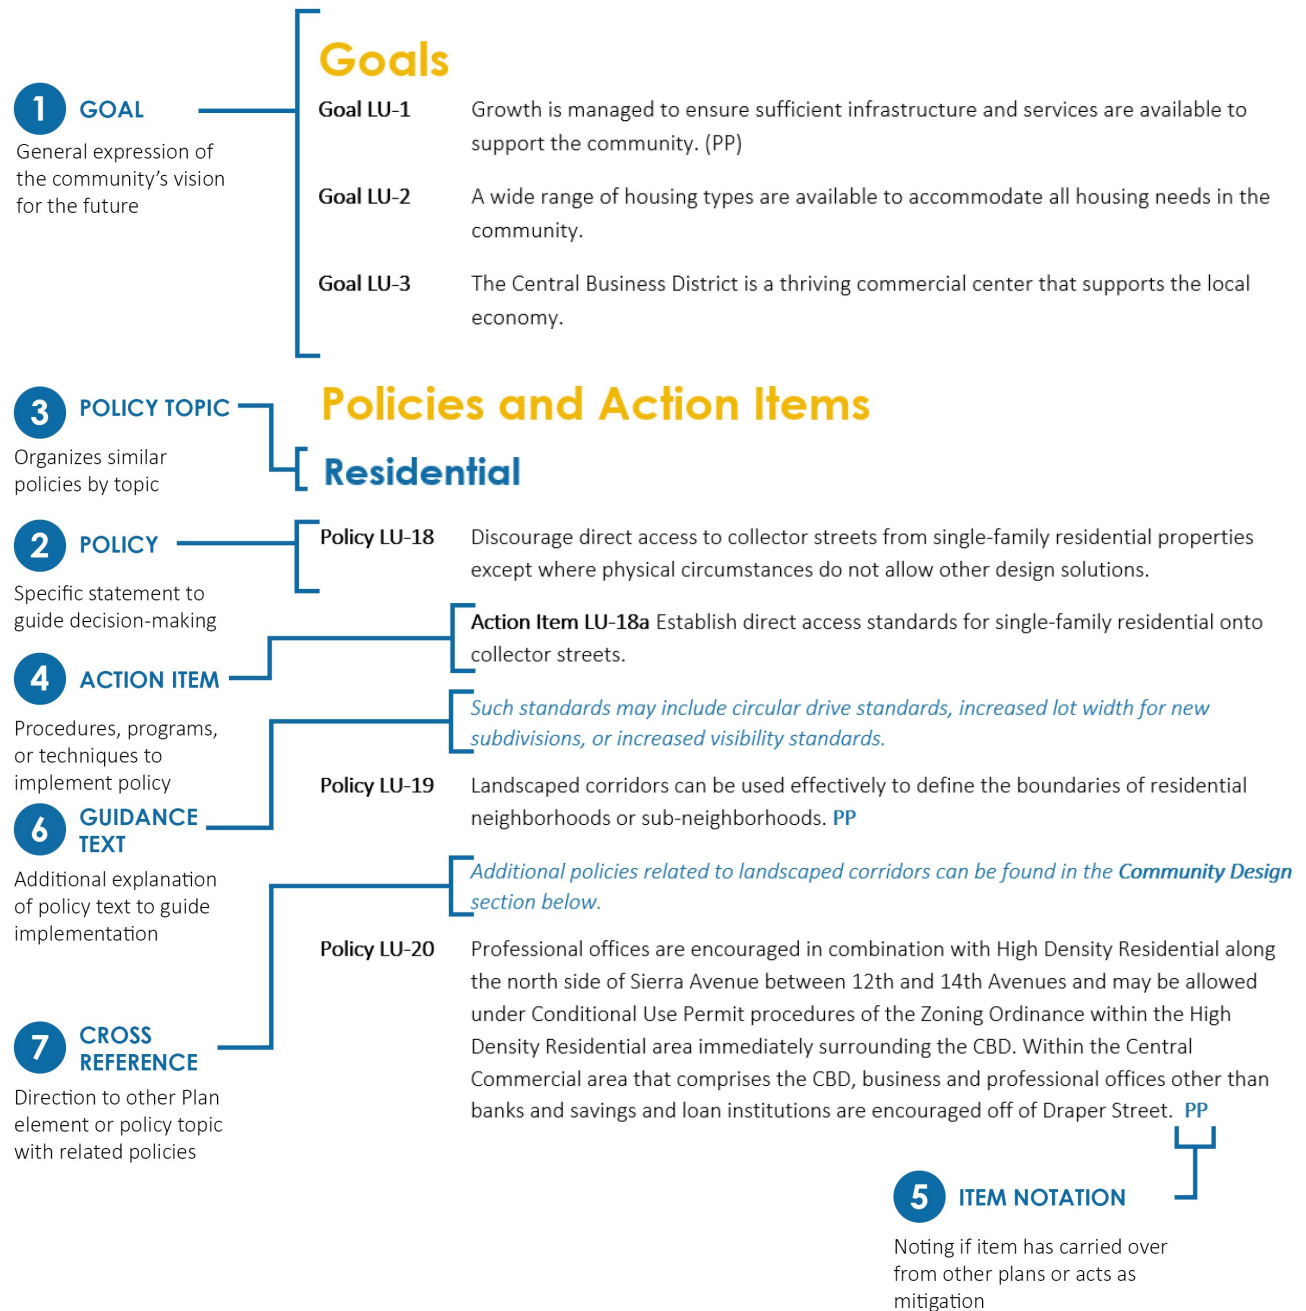 Goals
1 GOAL
General expression of
the community's vision
for the future
Goal LU-1 Growth is managed to ensure sufficient infrastructure and services are available to
support the community. (PP)
Goal LU-2 A wide range of housing types are available to accommodate all housing needs in the
community.
Goal LU-3 The Central Business District is a thriving commercial center that supports the local
economy.
Policies and Action Items
3 POLICY TOPIC
Organizes similar
policies by topic
Residential
2 POLICY
Specific statement to
guide decision-making
Policy LU-18 Discourage direct access to collector streets from single-family residential properties
except where physical circumstances do not allow other design solutions.
4 ACTION ITEM
Procedures, programs,
or techniques to
implement policy
Action Item LU-18a Establish direct access standards for single-family residential onto
collector streets.
6 GUIDANCE
TEXT
Additional explanation
of policy text to guide
implementation
Such standards may include circular drive standards, increased lot width for new
subdivisions, or increased visibility standards.
Policy LU-19 Landscaped corridors can be used effectively to define the boundaries of residential
neighborhoods or sub-neighborhoods. PP
7 CROSS
REFERENCE
Direction to other Plan
element or policy topic
with related policies
Additional policies related to landscaped corridors can be found in the Community Design
section below.
Policy LU-20 Professional offices are encouraged in combination with High Density Residential along
the north side of Sierra Avenue between 12th and 14th Avenues and may be allowed
under Conditional Use Permit procedures of the Zoning Ordinance within the High
Density Residential area immediately surrounding the CBD. Within the Central
Commercial area that comprises the CBD, business and professional offices other than
banks and savings and loan institutions are encouraged off of Draper Street. PP
5 ITEM NOTATION
Noting if item has carried over
from other plans or acts as
mitigation